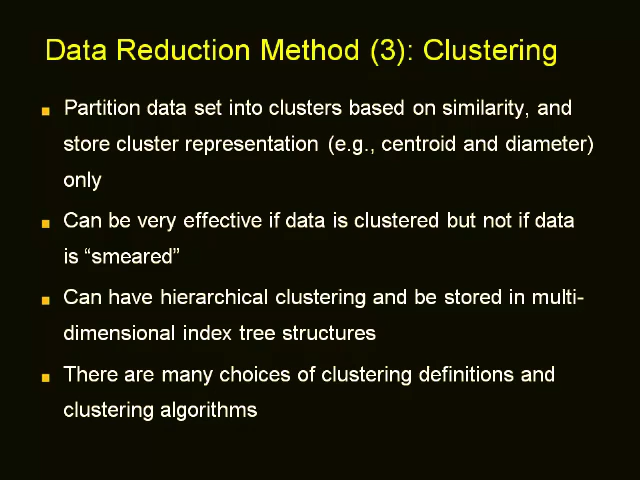 Data Reduction Method (3): Clustering
■ Partition data set into clusters based on similarity, and
store cluster representation (e.g., centroid and diameter)
only
■ Can be very effective if data is clustered but not if data
is “smeared”
■ Can have hierarchical clustering and be stored in multi-
dimensional index tree structures
■ There are many choices of clustering definitions and
clustering algorithms